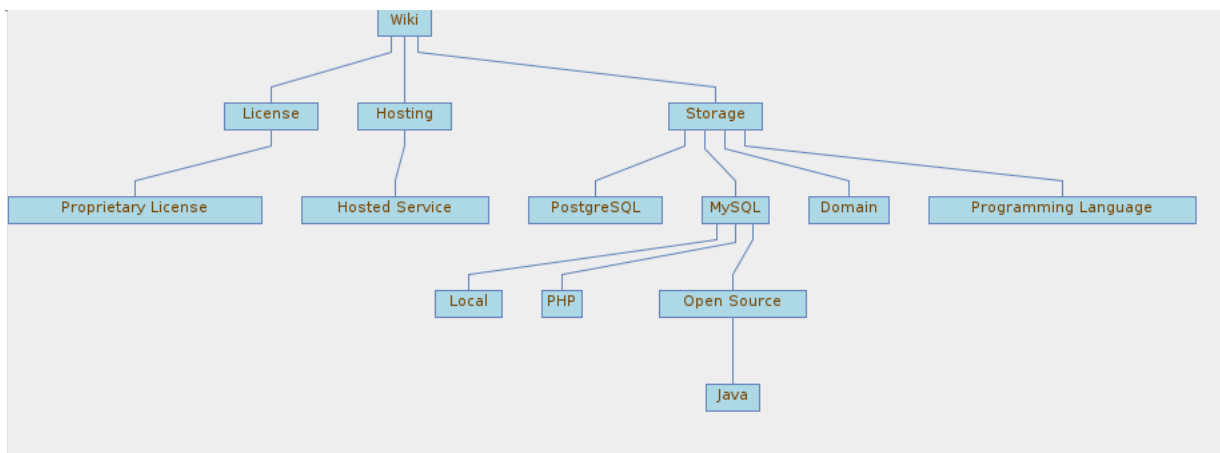 Wiki
License
Hosting
Storage
Proprietary License
Hosted Service
PostgreSQL
MySQL
Domain
Programming Language
Local
PHP
Open Source
Java